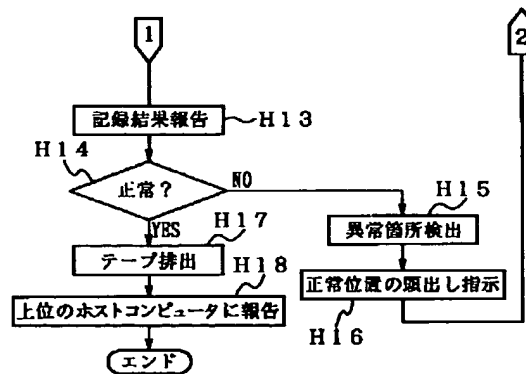 1
2
記録結果報告
H13
H14
正常？
NO
YES
H15
異常箇所検出
H17
テープ排出
H18
正常位置の頭出し指示
H16
上位のホストコンピュータに報告
エンド